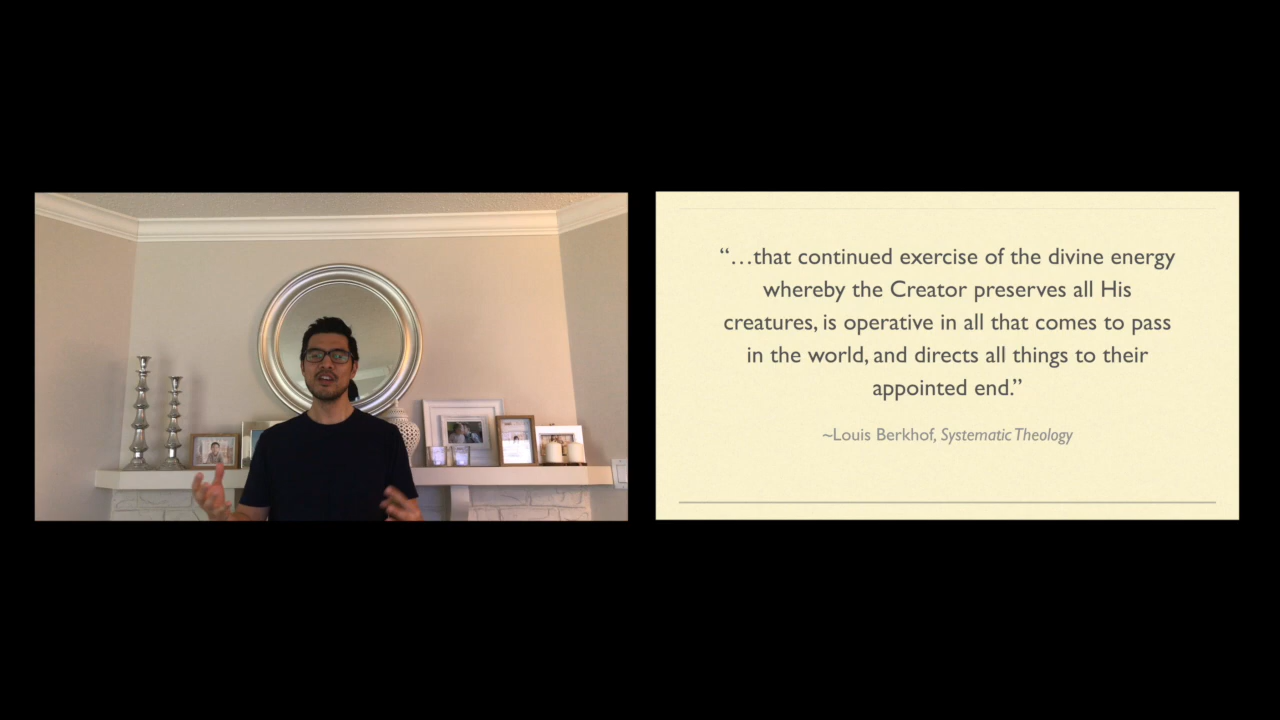 “…that continued exercise of the divine energy
whereby the Creator preserves all His
creatures, is operative in all that comes to pass
in the world, and directs all things to their
appointed end.”
~Louis Berkhof, Systematic Theology